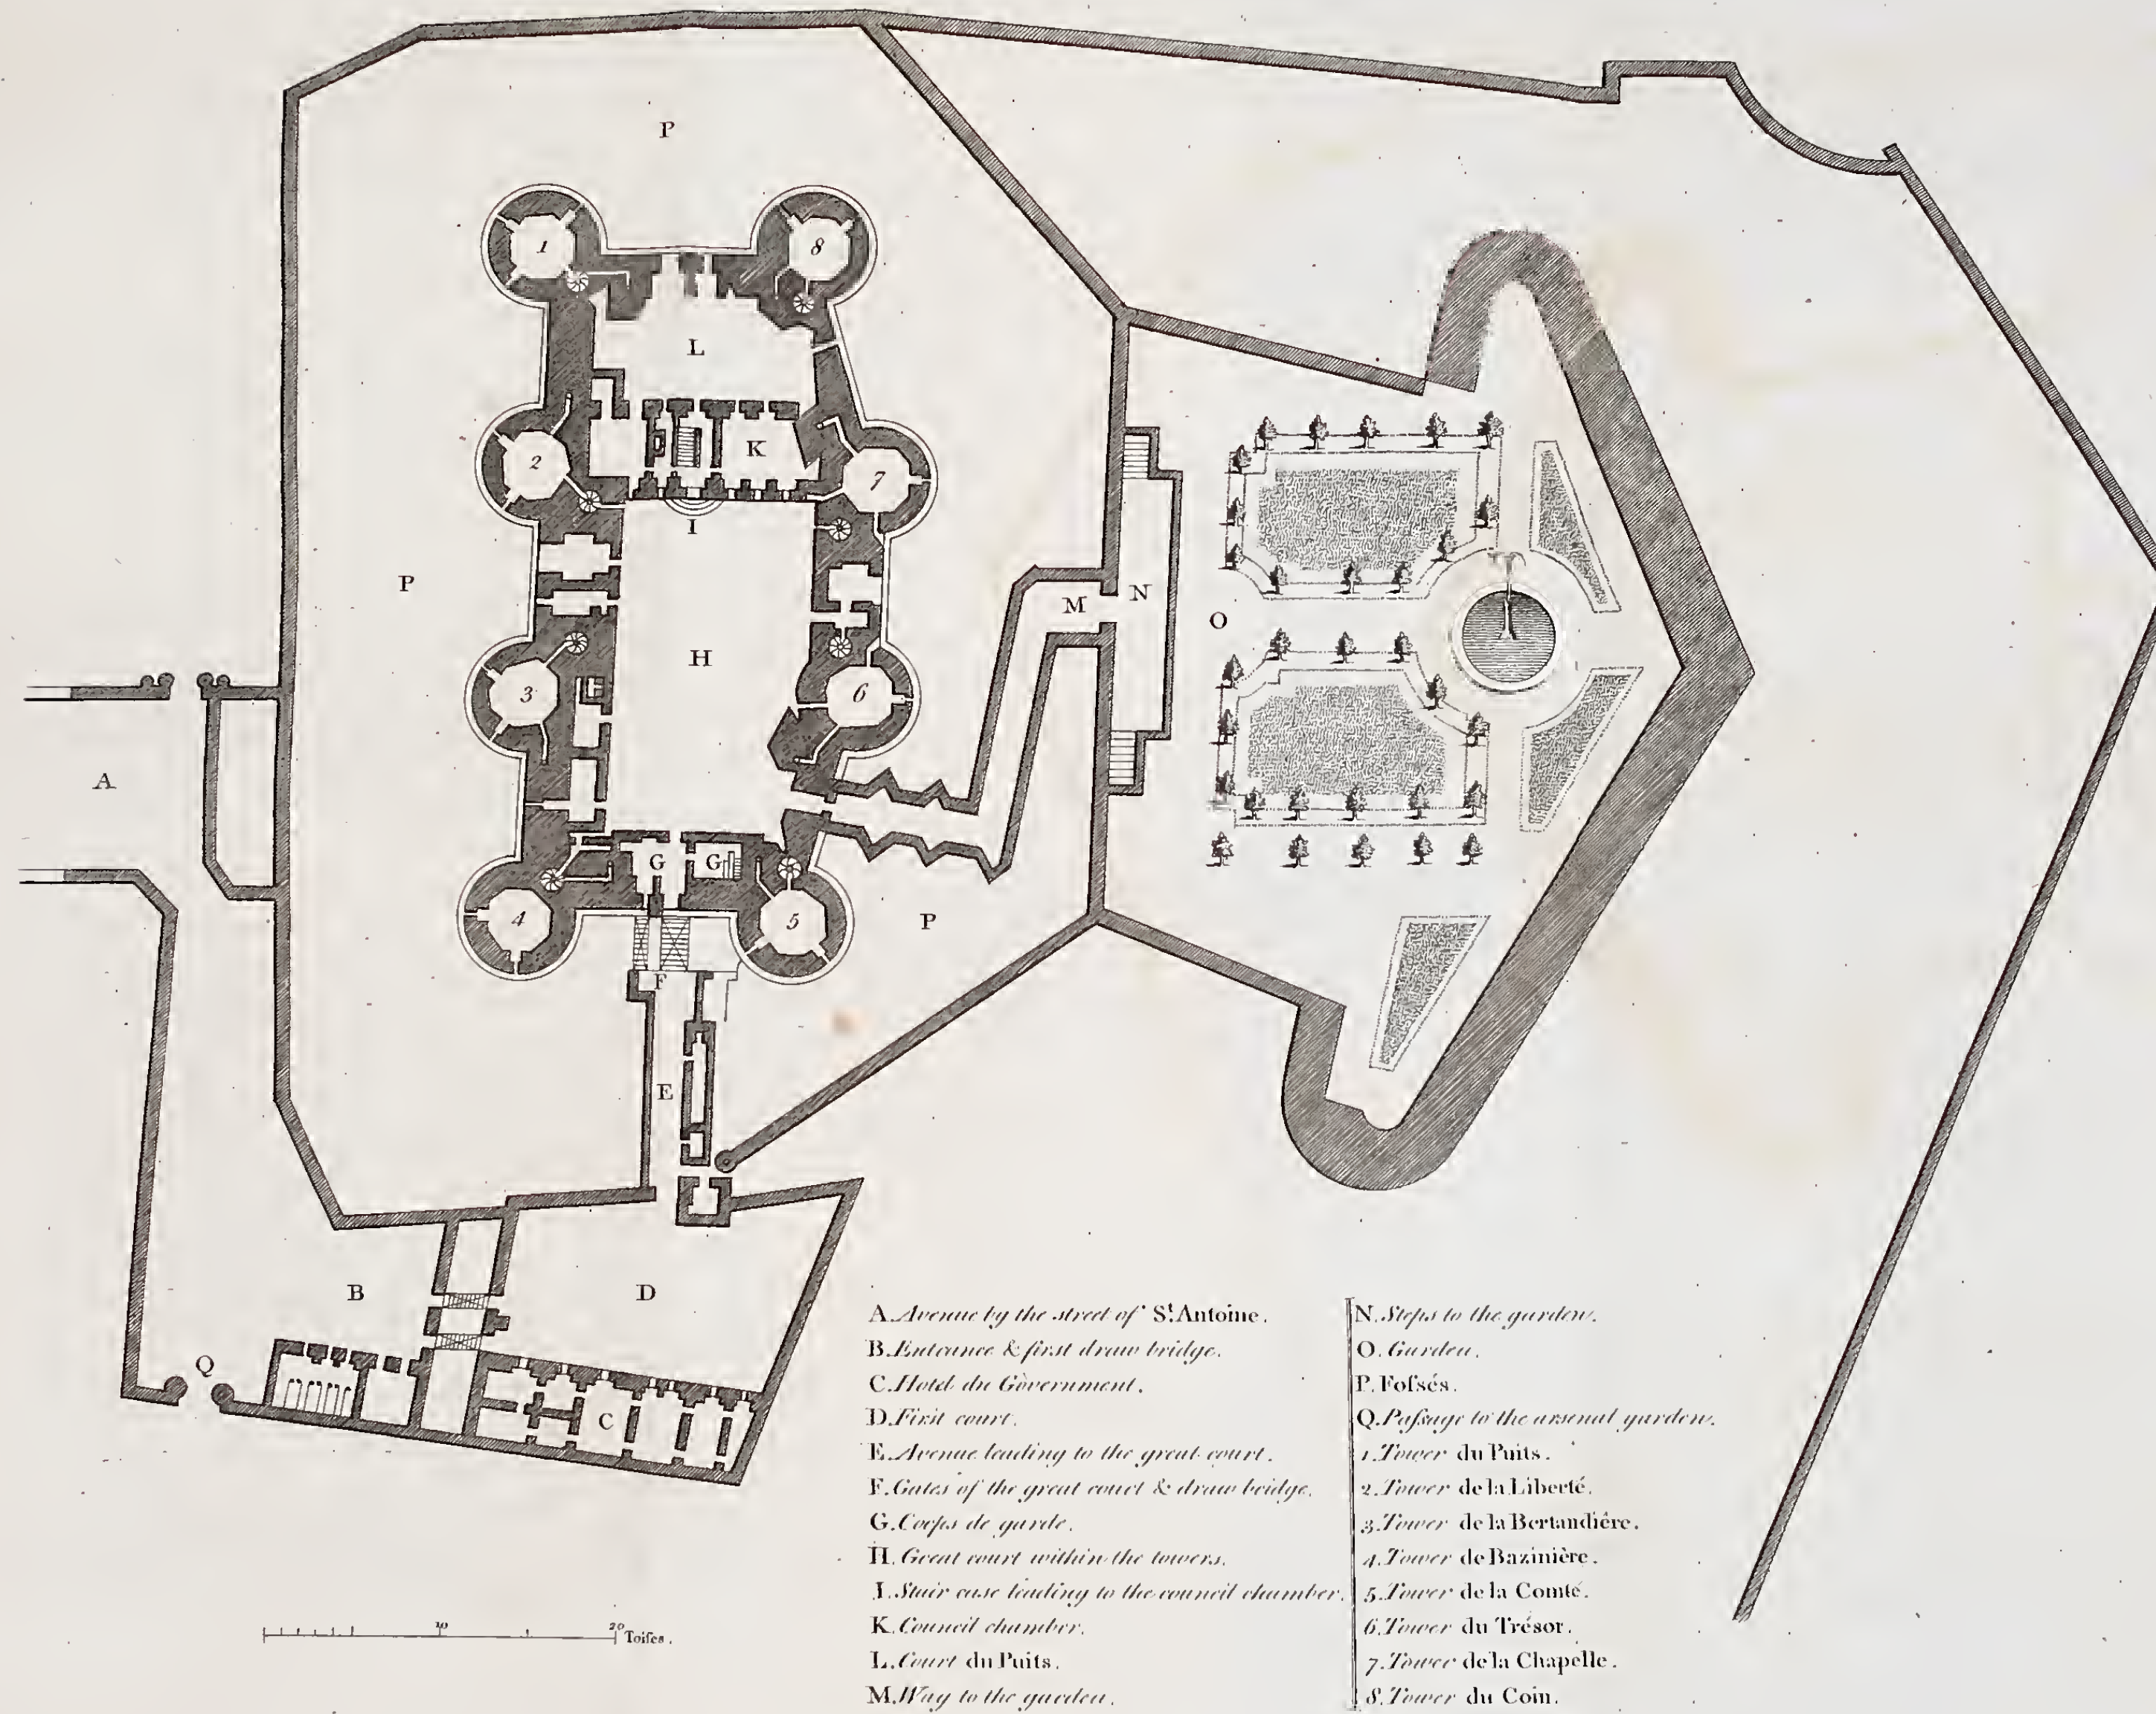 P
1
8
L
2
K
7
I
P
M
N
O
H
3
6
A
G
G
4
5
P
F
E
B
D
Q
C
10
20
Toises.
A. Avenue by the street of St. Antoine.
B. Entrance & first draw bridge.
C. Hotel du Gòvernment.
D. First court.
E. Avenue leading to the great court.
F. Gates of the great court & draw bridge.
G. Corps de garde.
H. Great court within the towers.
I. Stair case leading to the council chamber.
K. Council chamber.
L. Court du Puits.
M. Way to the garden.
N. Steps to the garden.
O. Garden.
P. Foſsés.
Q. Paſsage to the arsenal garden.
1. Tower du Puits.
2. Tower de la Liberté.
3. Tower de la Bertandiêre.
4. Tower de Bazinière.
5. Tower de la Comté.
6. Tower du Trésor.
7. Tower de la Chapelle.
8. Tower du Coin.